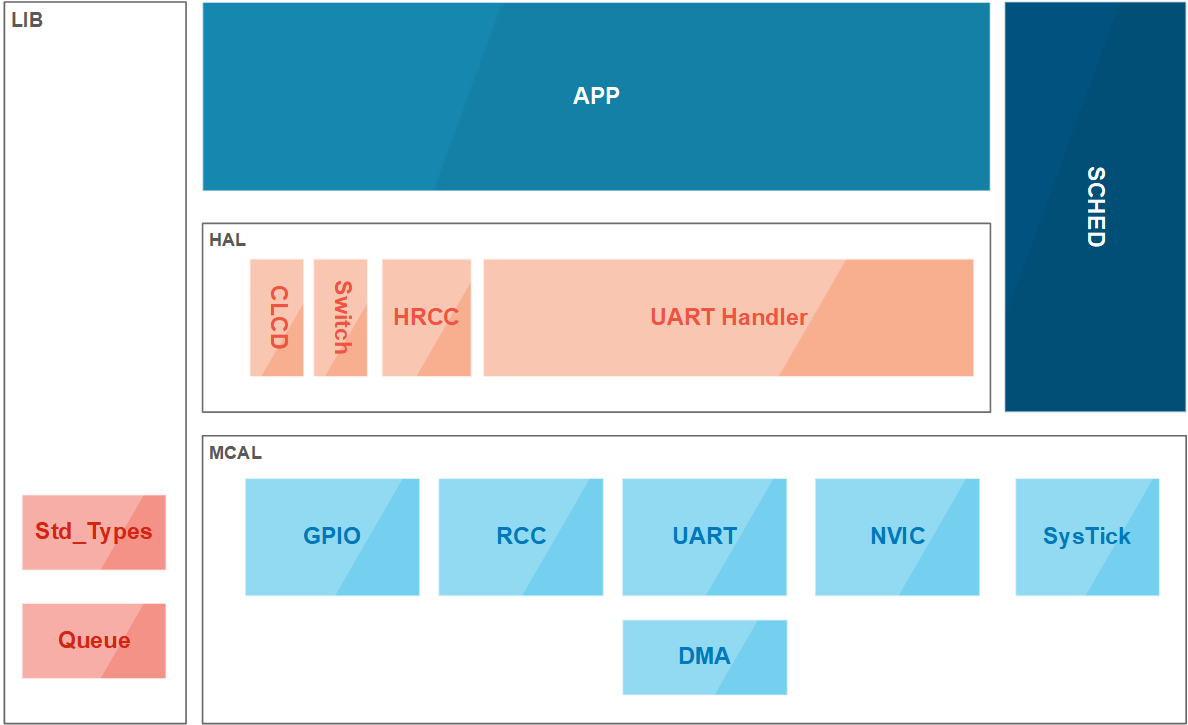 LIB
APP
SCHED
HAL
CLCD
Switch
HRCC
UART Handler
MCAL
Std_Types
Queue
GPIO
RCC
UART
NVIC
SysTick
DMA